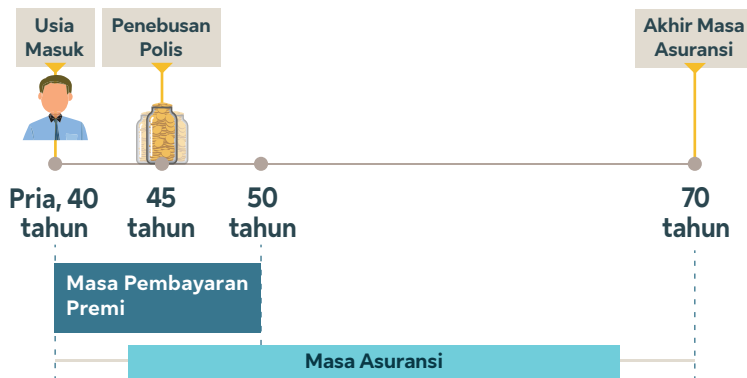 Usia
Masuk
Penebusan
Polis
Akhir Masa
Asuransi
Pria, 40
tahun
45
tahun
50
tahun
70
tahun
Masa Pembayaran
Premi
Masa Asuransi